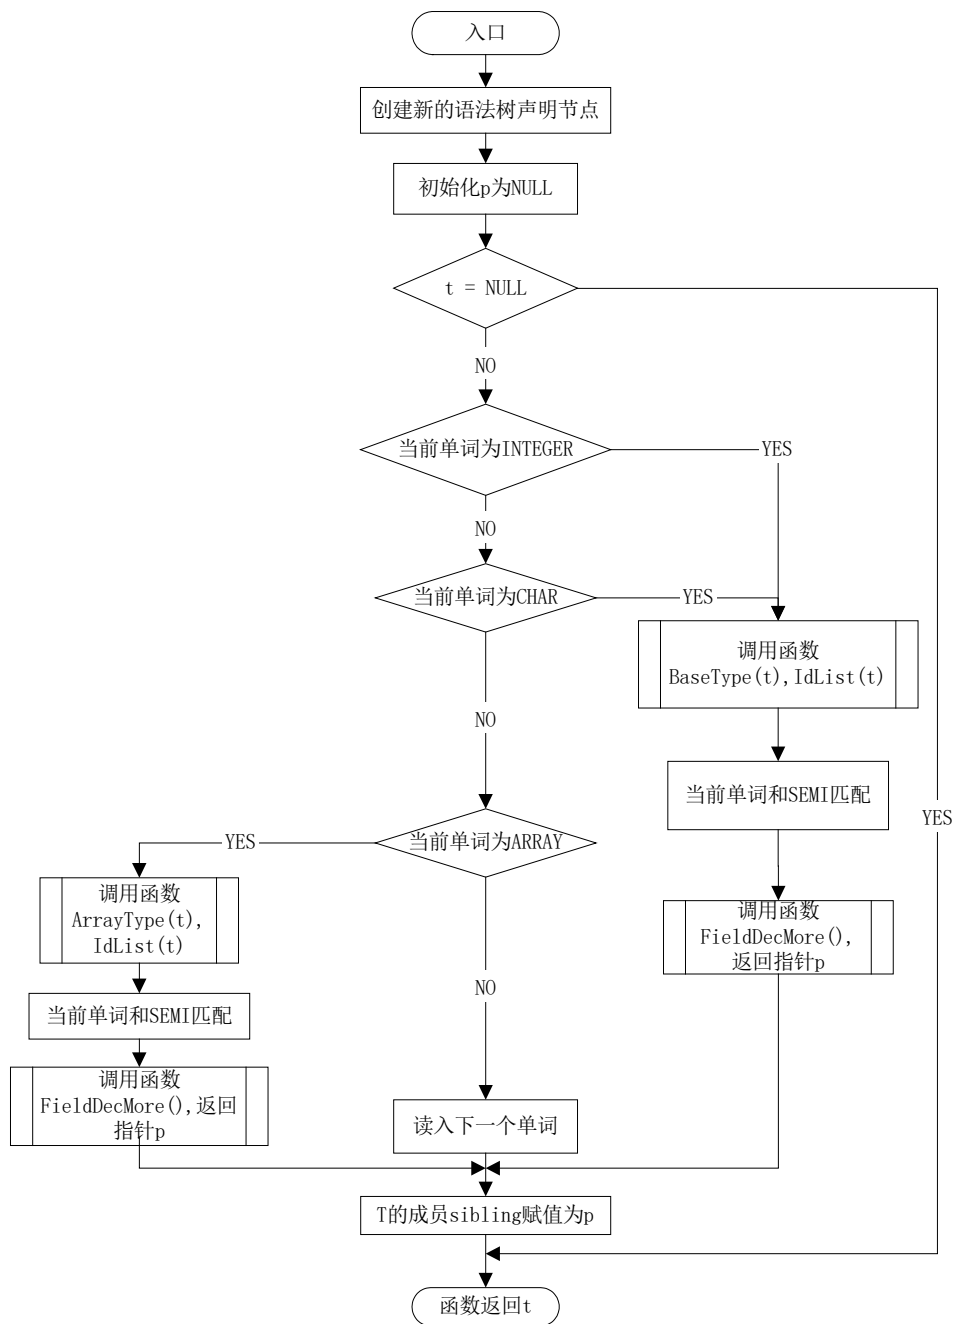 入口
创建新的语法树声明节点
初始化p为NULL
t = NULL
NO
当前单词为INTEGER
YES
NO
当前单词为CHAR
YES
调用函数
BaseType(t),IdList(t)
NO
当前单词和SEMI匹配
YES
当前单词为ARRAY
YES
调用函数
ArrayType(t),
IdList(t)
调用函数
FieldDecMore(),
返回指针p
NO
当前单词和SEMI匹配
调用函数
FieldDecMore(),返回
指针p
读入下一个单词
T的成员sibling赋值为p
函数返回t